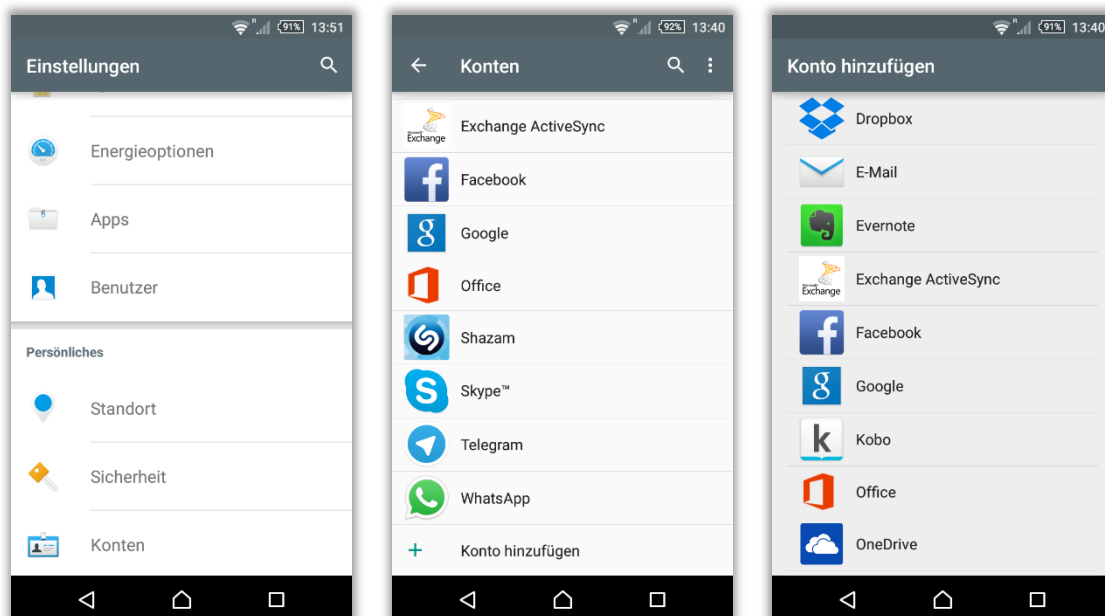 R 91% 13:51
Einstellungen
Energieoptionen
Apps
Benutzer
Persönliches
Standort
Sicherheit
Konten
R 92% 13:40
Konten
Exchange
Exchange ActiveSync
Facebook
Google
Office
Shazam
Skype™
Telegram
WhatsApp
Konto hinzufügen
R 91% 13:40
Konto hinzufügen
Dropbox
E-Mail
Evernote
Exchange
Exchange ActiveSync
Facebook
Google
Kobo
Office
OneDrive